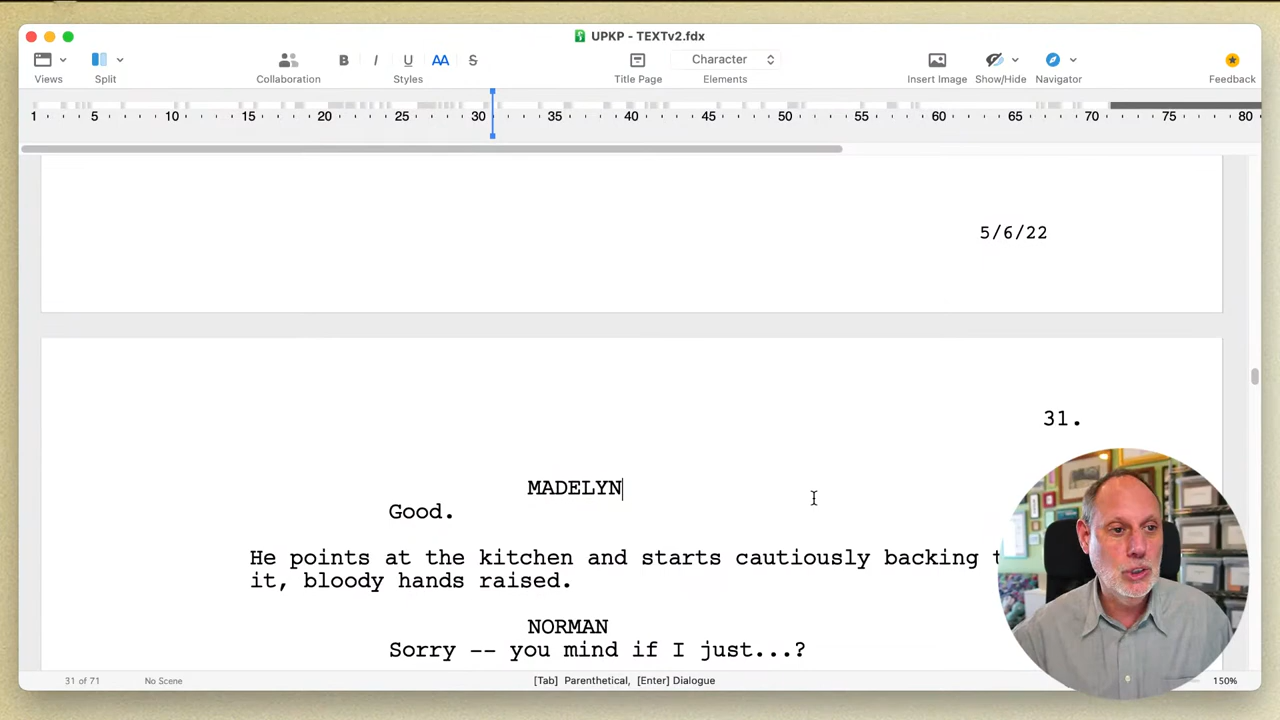 UPKP - TEXTv2.fdx
B I U AA S Character
Views Split Collaboration Styles Title Page Elements Insert Image Show/Hide Navigator Feedback
1 5 10 15 20 25 30 35 40 45 50 55 60 65 70 75 80
5/6/22
31.
MADELYN
Good.
He points at the kitchen and starts cautiously backing
it, bloody hands raised.
NORMAN
Sorry -- you mind if I just...?
31 of 71 No Scene [Tab] Parenthetical, [Enter] Dialogue 150%